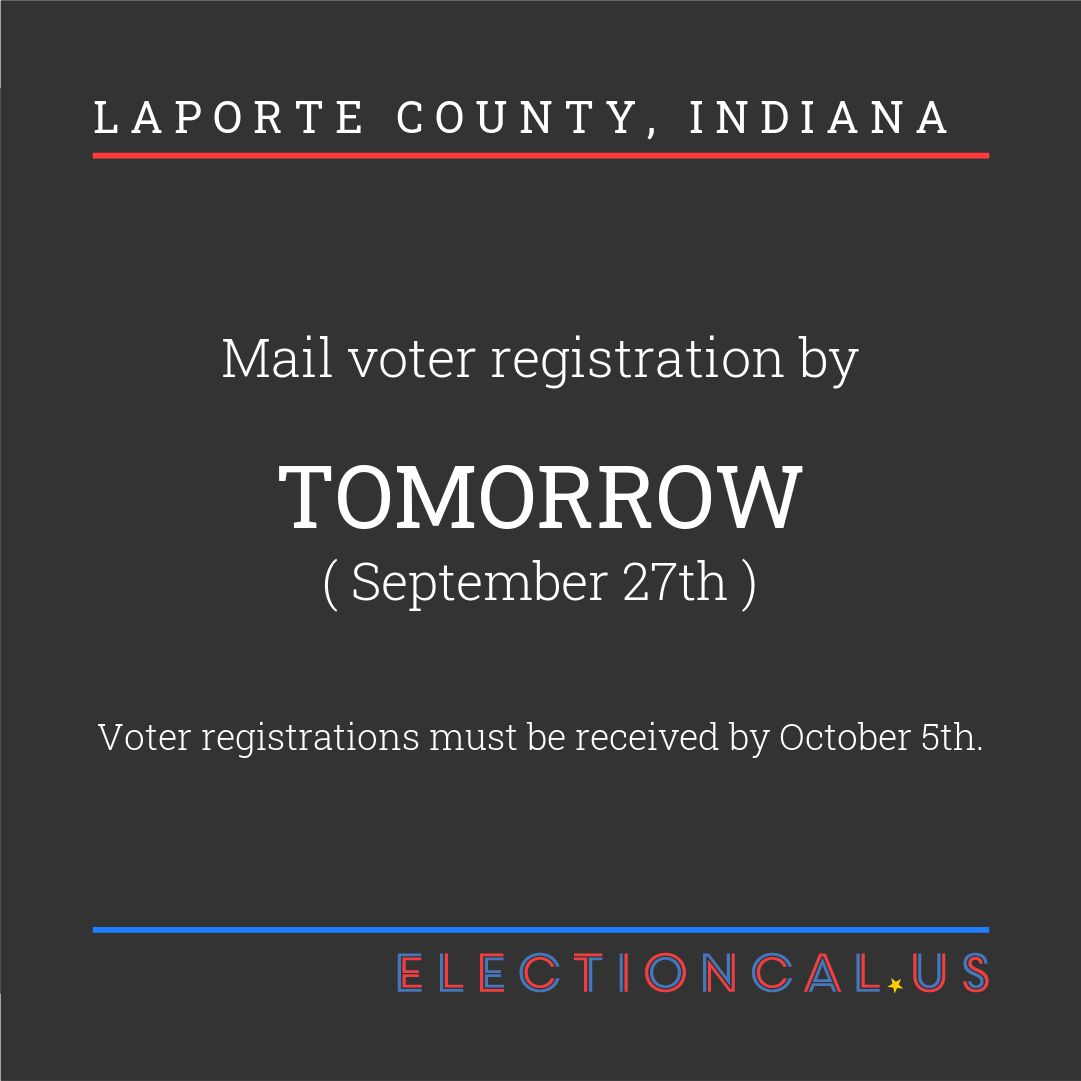 LAPORTE COUNTY, INDIANA
Mail voter registration by
TOMORROW
( September 27th )
Voter registrations must be received by October 5th.
ELECTIONCAL.US